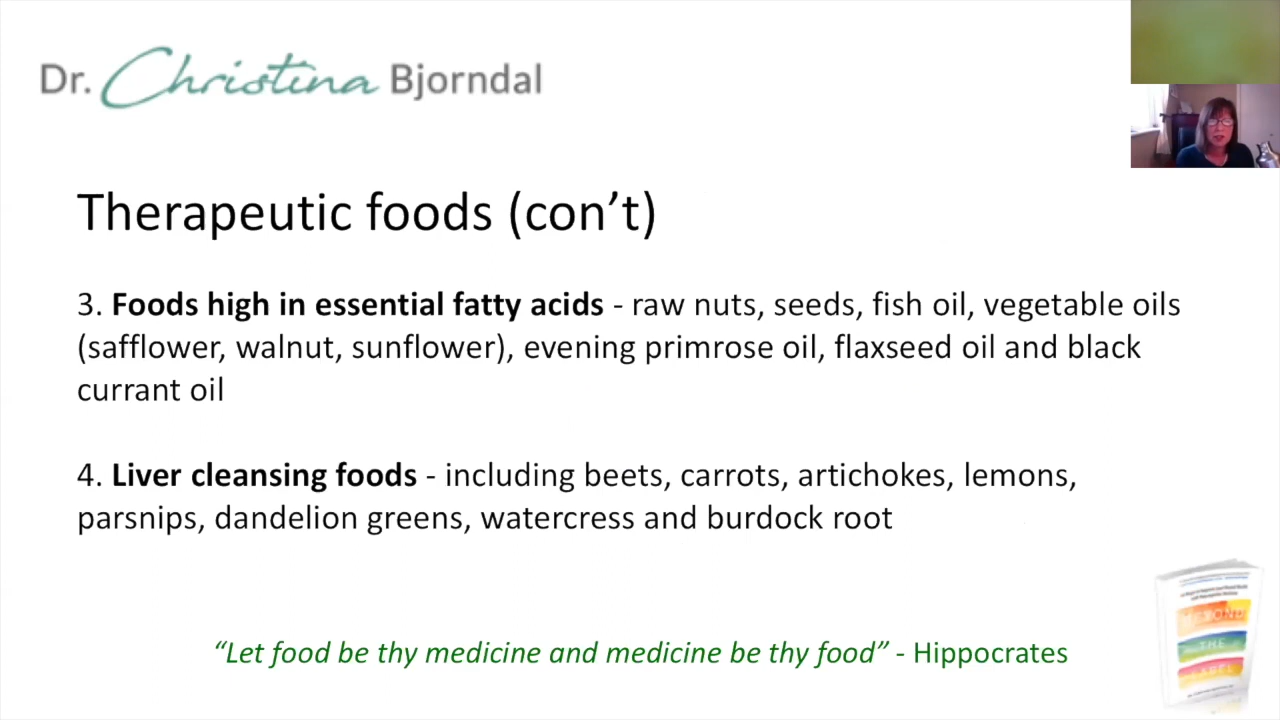 Dr. Christina Bjorndal
Therapeutic foods (con’t)
3. Foods high in essential fatty acids - raw nuts, seeds, fish oil, vegetable oils
(safflower, walnut, sunflower), evening primrose oil, flaxseed oil and black
currant oil
4. Liver cleansing foods - including beets, carrots, artichokes, lemons,
parsnips, dandelion greens, watercress and burdock root
“Let food be thy medicine and medicine be thy food” - Hippocrates
BEYOND
THE
LABEL